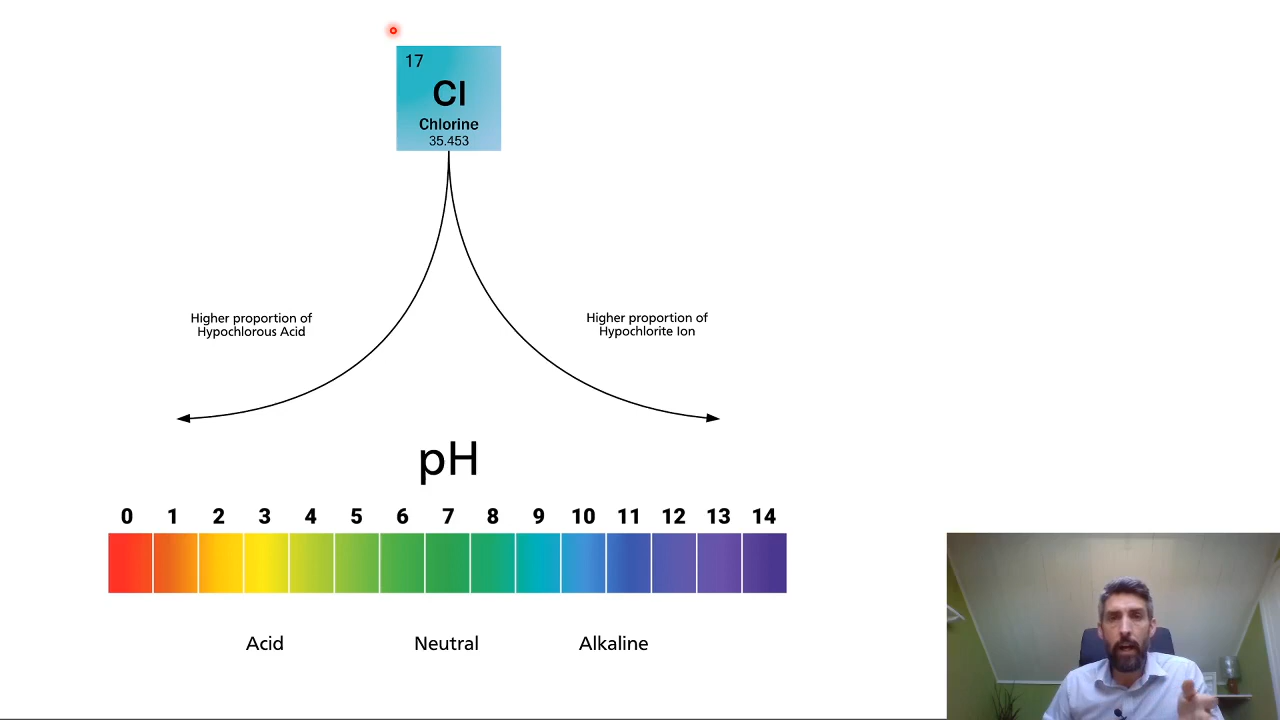 17
Cl
Chlorine
35.453
Higher proportion of
Hypochlorous Acid
Higher proportion of
Hypochlorite Ion
pH
0 1 2 3 4 5 6 7 8 9 10 11 12 13 14
Acid Neutral Alkaline